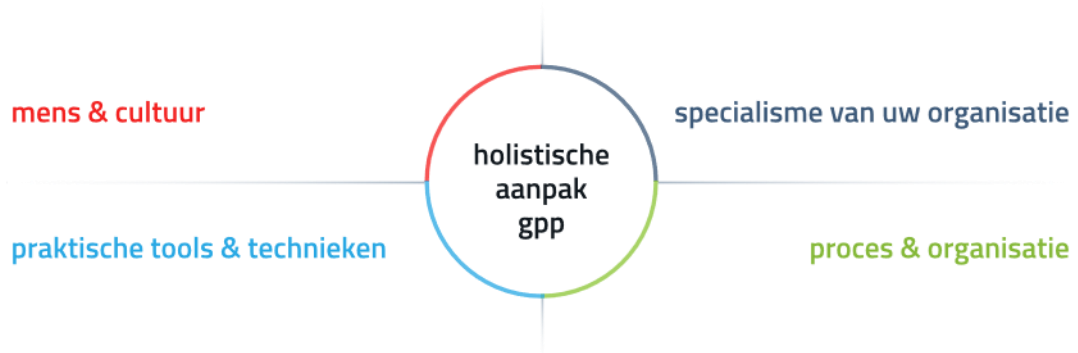 mens & cultuur
specialisme van uw organisatie
holistische
aanpak
gpp
praktische tools & technieken
proces & organisatie